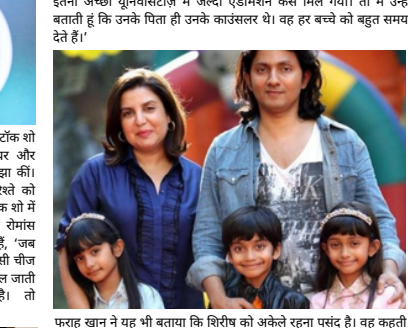 इतनी अच्छी यूनिवर्सिटीज़ में जल्दी एडमिशन कैसे मिल गया। तो मैं उन्हें
बताती हूं कि उनके पिता ही उनके काउंसलर थे। वह हर बच्चे को बहुत समय
देते हैं।’
टॉक शो
पर और
झा कीं।
श्ते को
क शो में
रोमांस
हैं, ‘जब
सी चीज
ल जाती
है। तो
फराह खान ने यह भी बताया कि शिरीष को अकेले रहना पसंद है। वह कहती